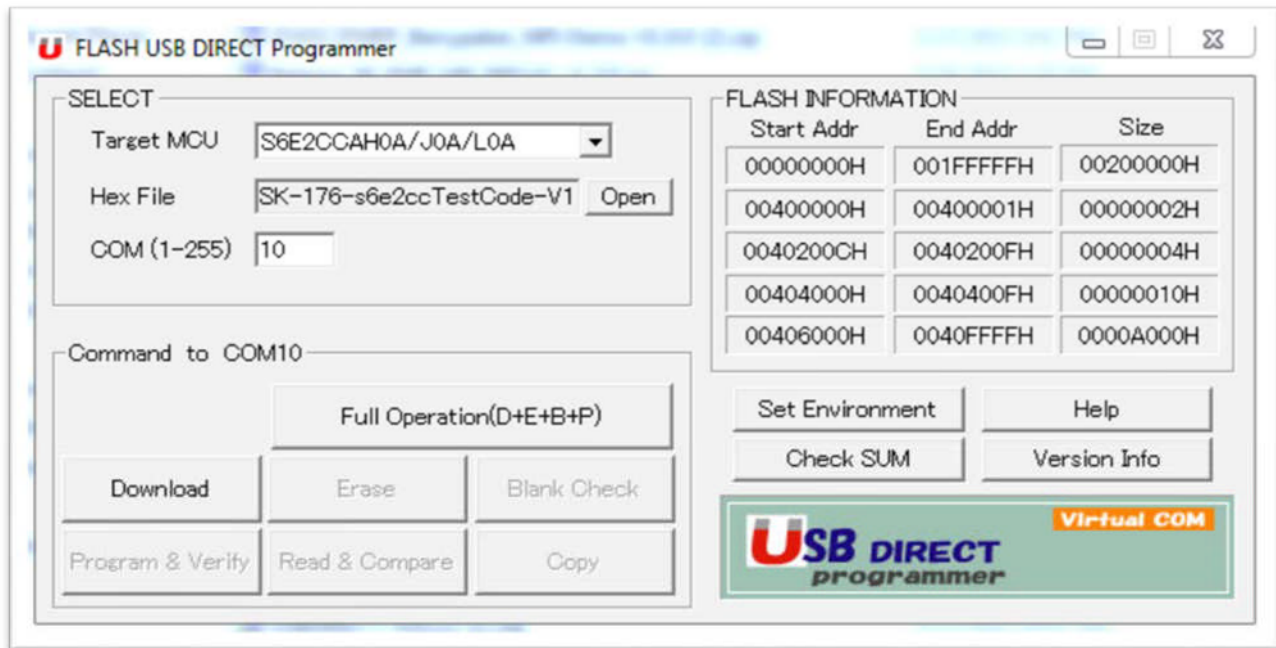 FLASH USB DIRECT Programmer
SELECT
Target MCU S6E2CCAH0A/J0A/L0A
Hex File SK-176-s6e2ccTestCode-V1 Open
COM (1-255) 10
FLASH INFORMATION
Start Addr End Addr Size
00000000H 001FFFFFH 00200000H
00400000H 00400001H 00000002H
0040200CH 0040200FH 00000004H
00404000H 0040400FH 00000010H
00406000H 0040FFFFH 0000A000H
Command to COM10
Full Operation(D+E+B+P)
Download Erase Blank Check
Program & Verify Read & Compare Copy
Set Environment Help
Check SUM Version Info
Virtual COM
USB DIRECT
programmer